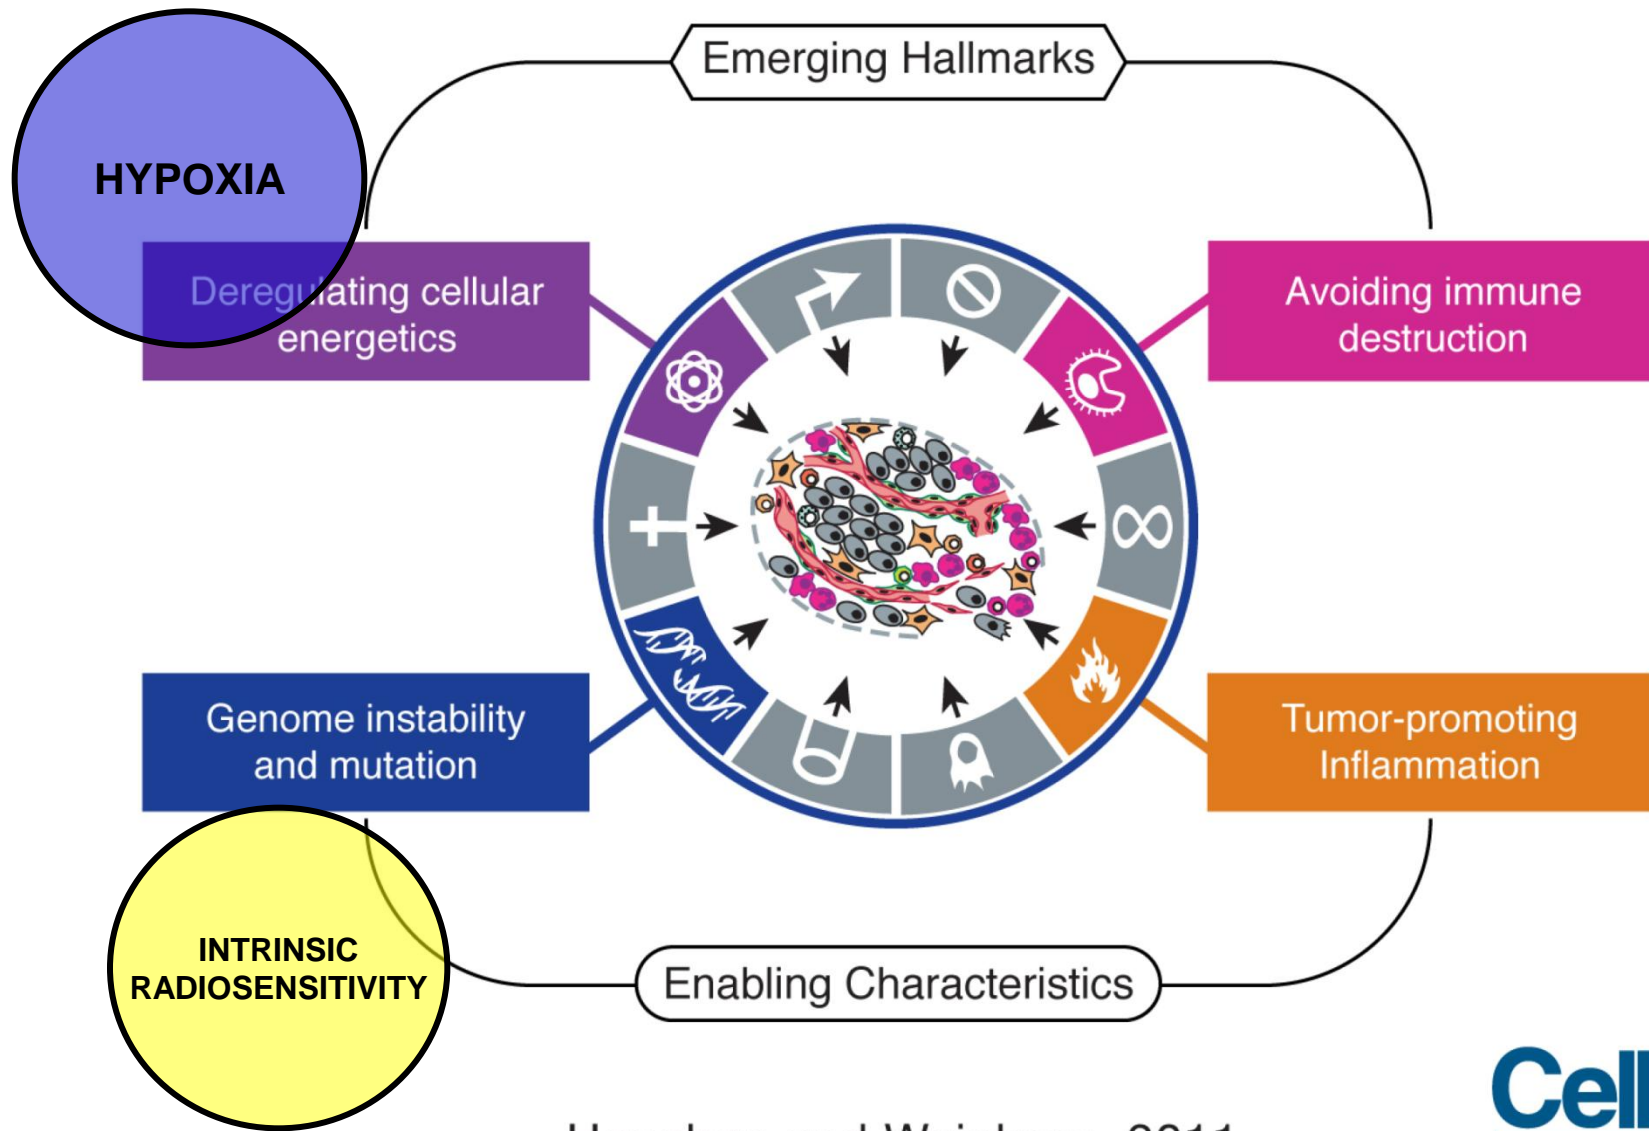 Emerging Hallmarks
HYPOXIA
Deregulating cellular
energetics
Avoiding immune
destruction
Genome instability
and mutation
Tumor-promoting
Inflammation
INTRINSIC
RADIOSENSITIVITY
Enabling Characteristics
Cell